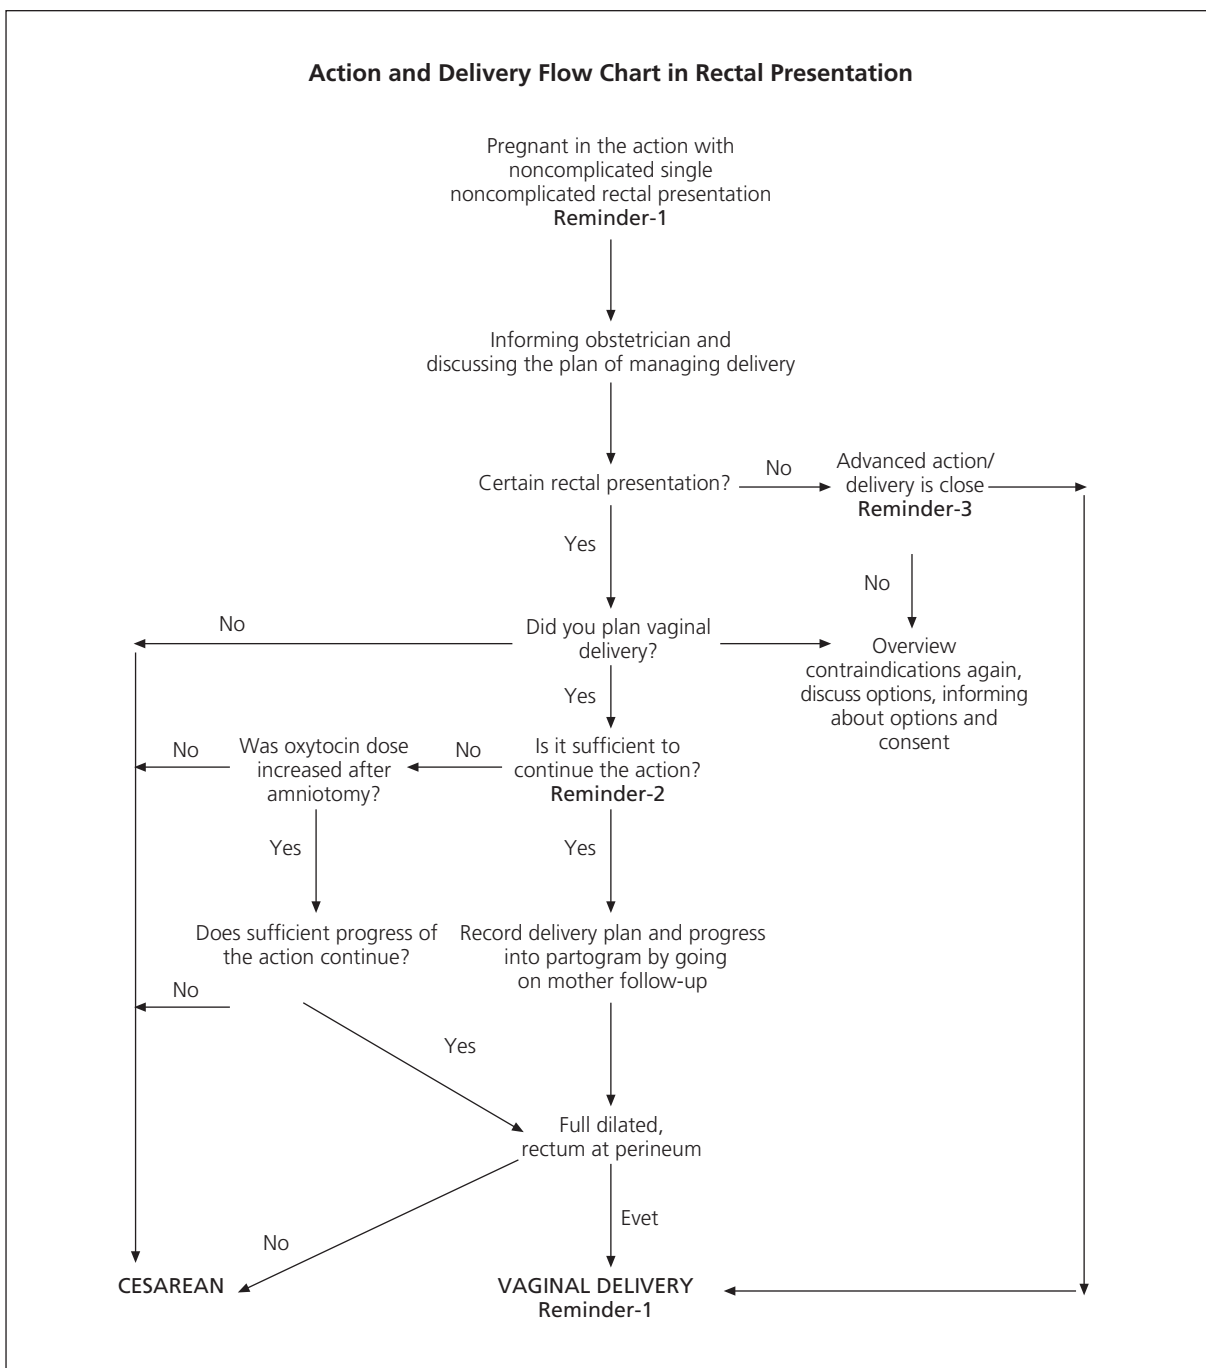 Action and Delivery Flow Chart in Rectal Presentation
Pregnant in the action with
noncomplicated single
noncomplicated rectal presentation
Reminder-1
Informing obstetrician and
discussing the plan of managing delivery
Certain rectal presentation?
No
Advanced action/
delivery is close
Reminder-3
Yes
No
No
Did you plan vaginal
delivery?
Overview
contraindications again,
discuss options, informing
about options and
consent
Yes
No
Was oxytocin dose
increased after
amniotomy?
No
Is it sufficient to
continue the action?
Reminder-2
Yes
Yes
Does sufficient progress of
the action continue?
Record delivery plan and progress
into partogram by going
on mother follow-up
No
Yes
Full dilated,
rectum at perineum
Evet
No
CESAREAN
VAGINAL DELIVERY
Reminder-1